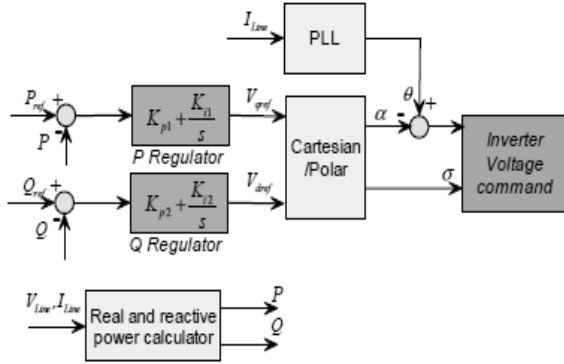 I_Line
PLL
θ
P_ref +
P -
K_p1 + K_i1/s
P Regulator
V_qref
Cartesian
/Polar
α - +
Inverter
Voltage
command
Q_ref +
Q -
K_p2 + K_i2/s
Q Regulator
V_dref
σ
V_Line, I_Line
Real and reactive
power calculator
P
Q